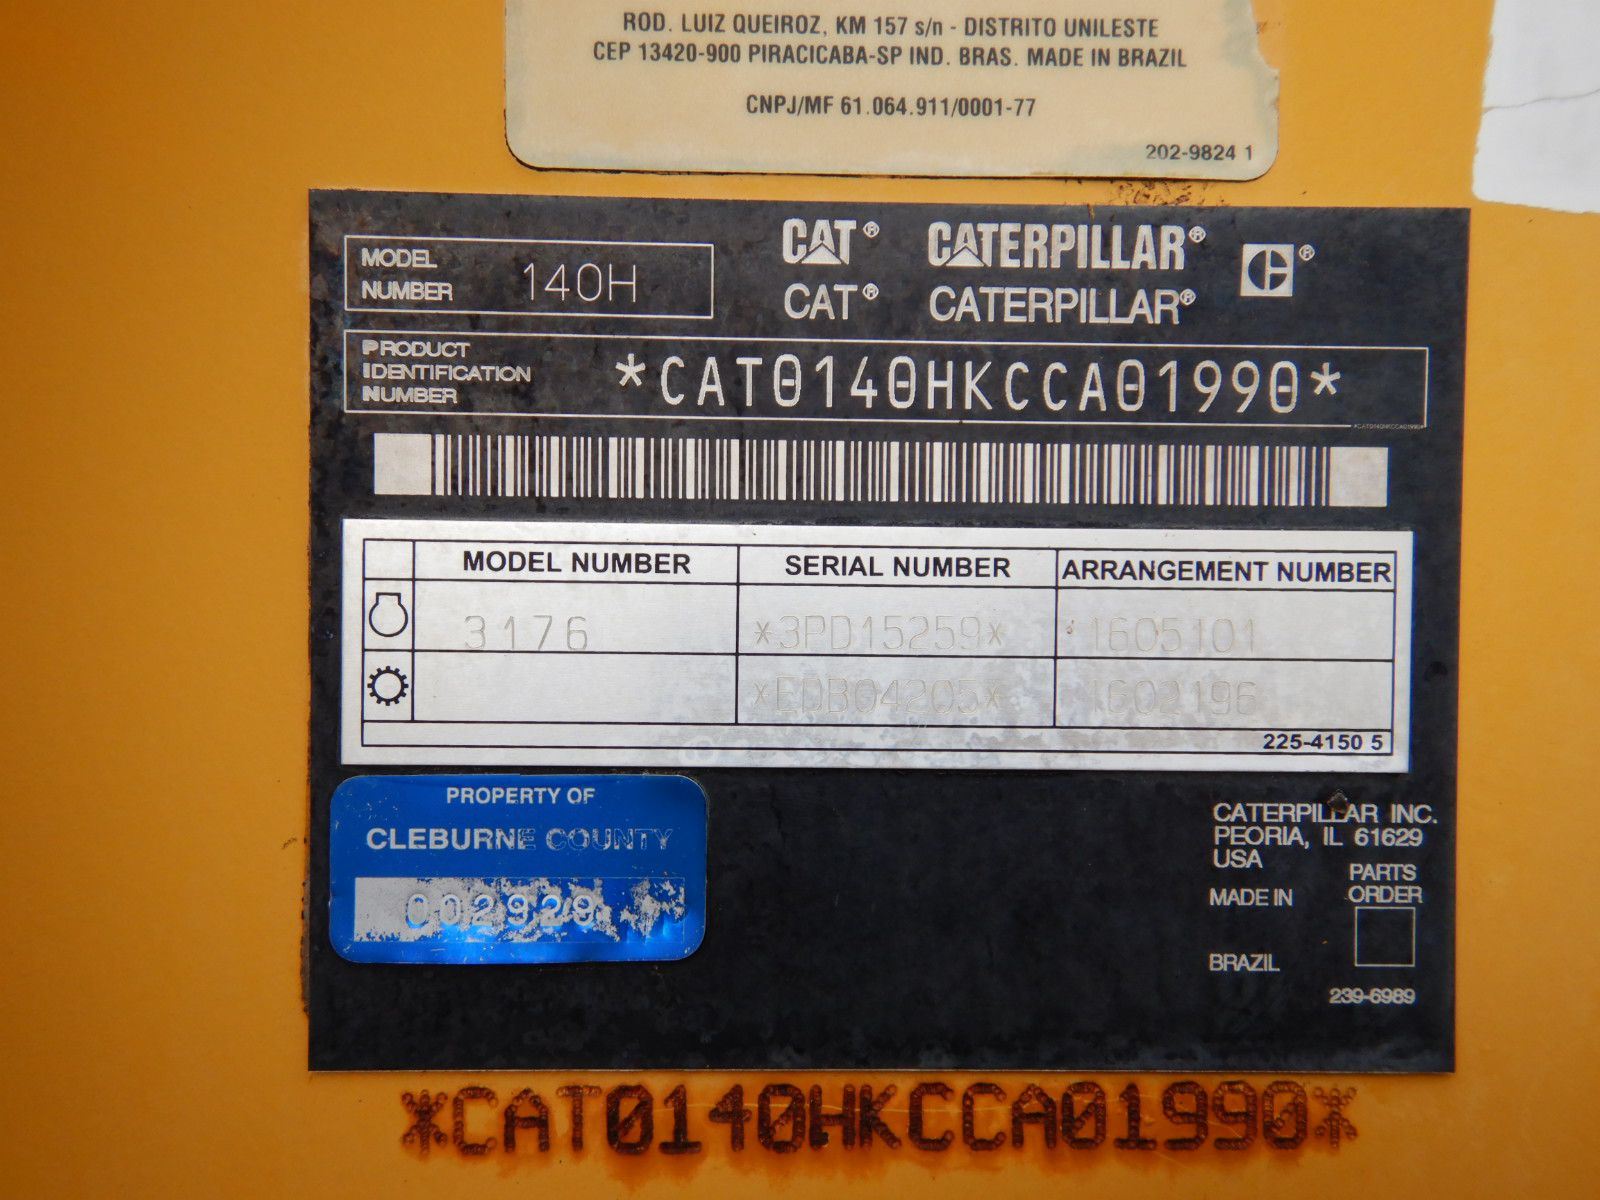 ROD. LUIZ QUEIROZ, KM 157 s/n - DISTRITO UNILESTE
CEP 13420-900 PIRACICABA-SP IND. BRAS. MADE IN BRAZIL
CNPJ/MF 61.064.911/0001-77
202-9824 1
MODEL NUMBER 140H
CAT® CATERPILLAR® ®
CAT® CATERPILLAR®
PRODUCT
IDENTIFICATION
NUMBER *CAT0140HKCCA01990*
*CAT0140HKCCA01990*
MODEL NUMBER SERIAL NUMBER ARRANGEMENT NUMBER
3176 *3PD15259* 1605101
*EDB04205* 1602196
225-4150 5
PROPERTY OF
CLEBURNE COUNTY
002929
CATERPILLAR INC.
PEORIA, IL 61629
USA
PARTS
MADE IN ORDER
BRAZIL
239-6989
*CAT0140HKCCA01990*